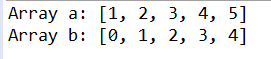 Array a: [1, 2, 3, 4, 5]
Array b: [0, 1, 2, 3, 4]